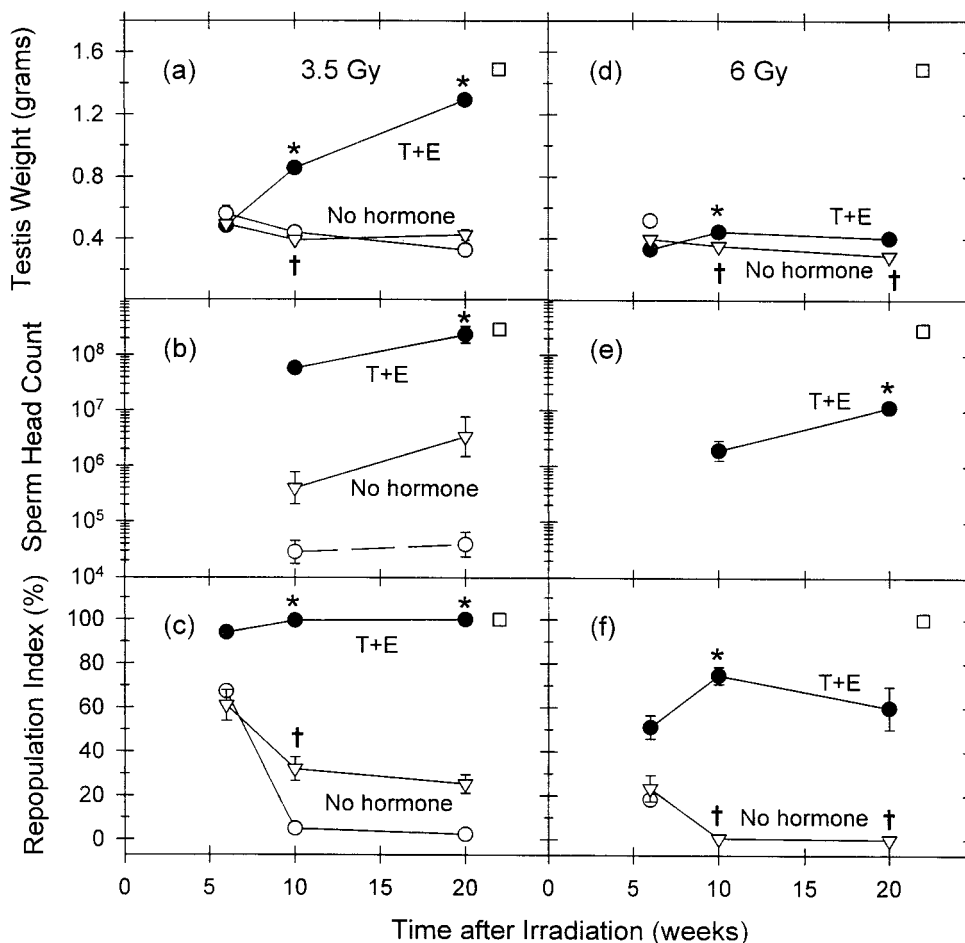 Testis Weight (grams)
1.6
1.2
0.8
0.4
(a)
3.5 Gy
*
*
T+E
No hormone
†
(d)
6 Gy
*
T+E
† No hormone †
Sperm Head Count
10^8
10^7
10^6
10^5
10^4
(b)
*
T+E
No hormone
(e)
*
T+E
Repopulation Index (%)
100
80
60
40
20
0
(c)
*
*
T+E
†
No hormone
(f)
*
T+E
† No hormone †
0 5 10 15 20
0 5 10 15 20
Time after Irradiation (weeks)